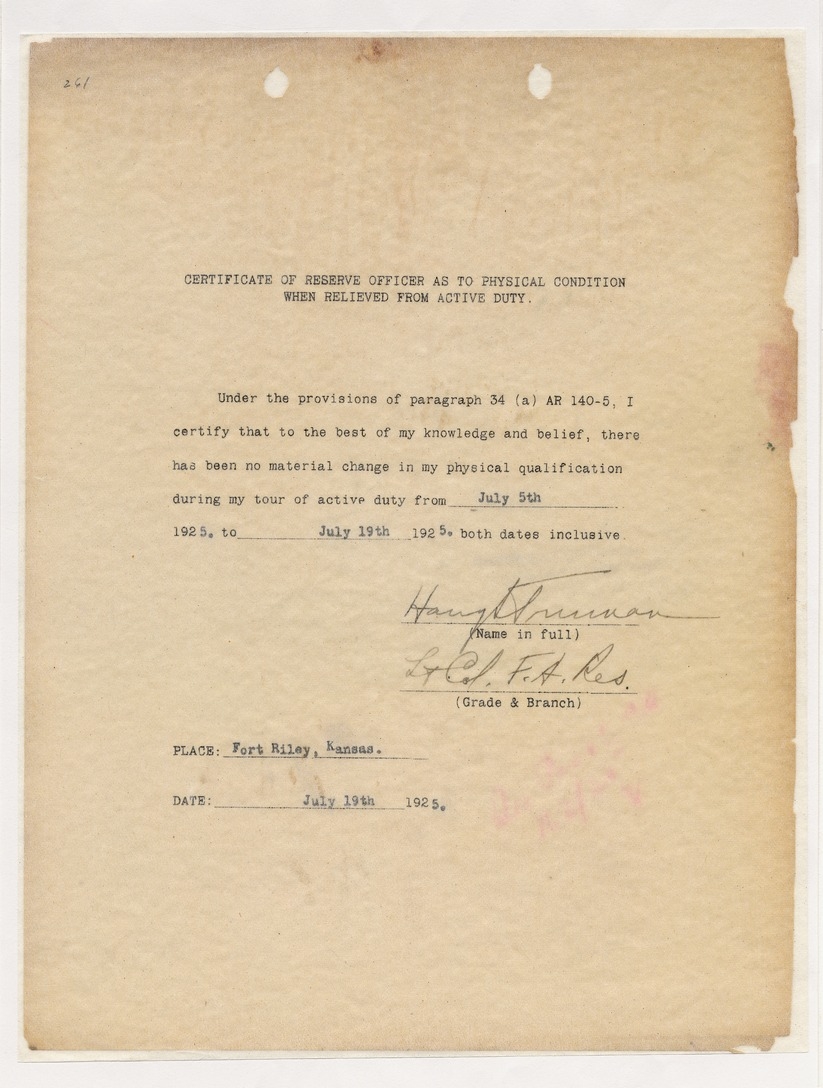 261
CERTIFICATE OF RESERVE OFFICER AS TO PHYSICAL CONDITION
WHEN RELIEVED FROM ACTIVE DUTY.
Under the provisions of paragraph 34 (a) AR 140-5, I
certify that to the best of my knowledge and belief, there
has been no material change in my physical qualification
during my tour of active duty from July 5th
1925. to July 19th 1925. both dates inclusive.
Harry S Truman
(Name in full)
Lt Col. F.A. Res.
(Grade & Branch)
PLACE: Fort Riley, Kansas.
DATE: July 19th 1925.